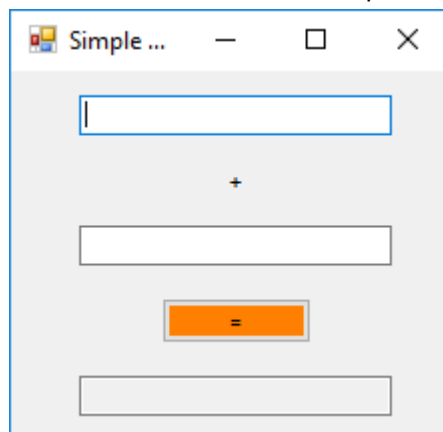 Simple ...
+
=